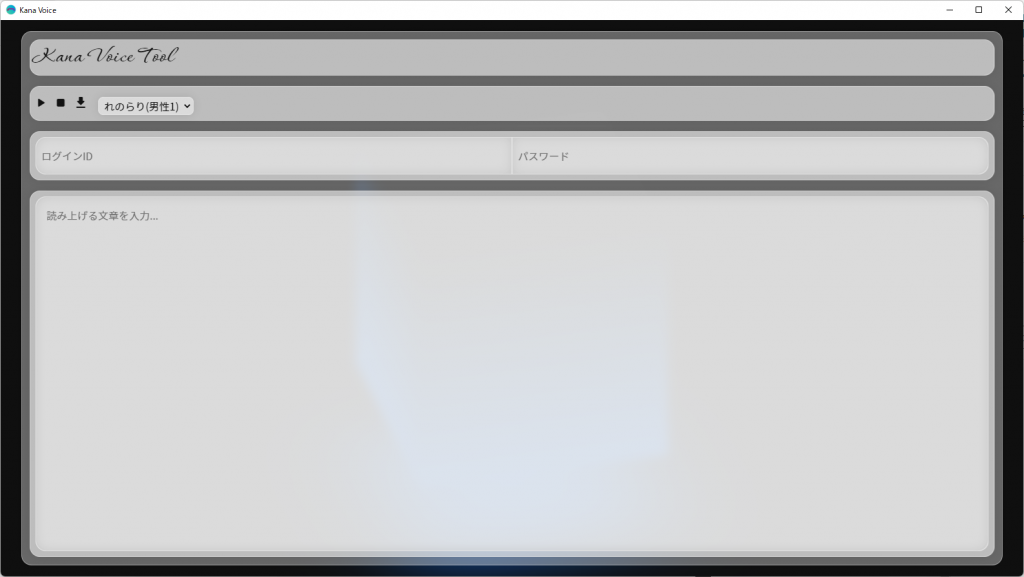 Kana Voice
Kana Voice Tool
れのらり(男性1)
ログインID
パスワード
読み上げる文章を入力...